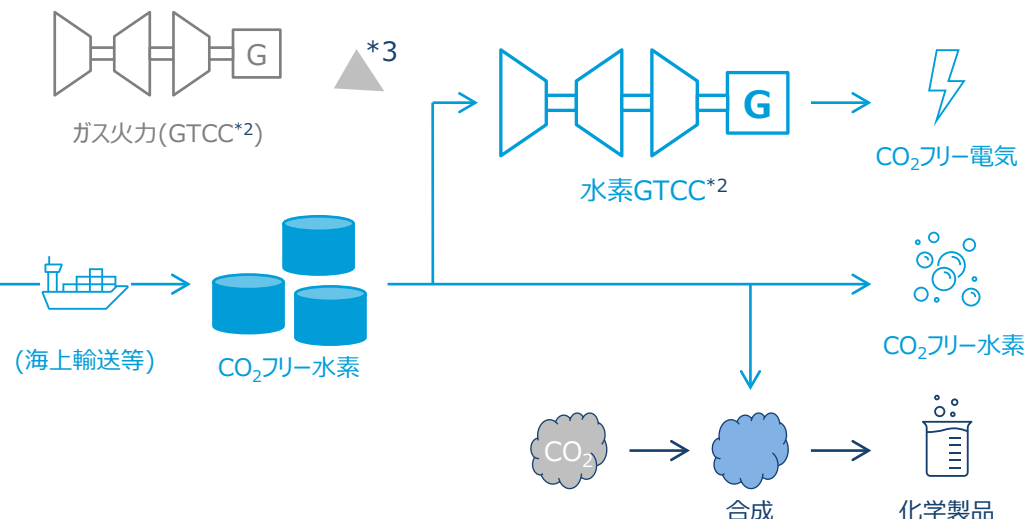 G
*3
ガス火力(GTCC*2)
G
水素GTCC*2
CO2フリー電気
(海上輸送等)
CO2フリー水素
CO2フリー水素
CO2
合成
化学製品